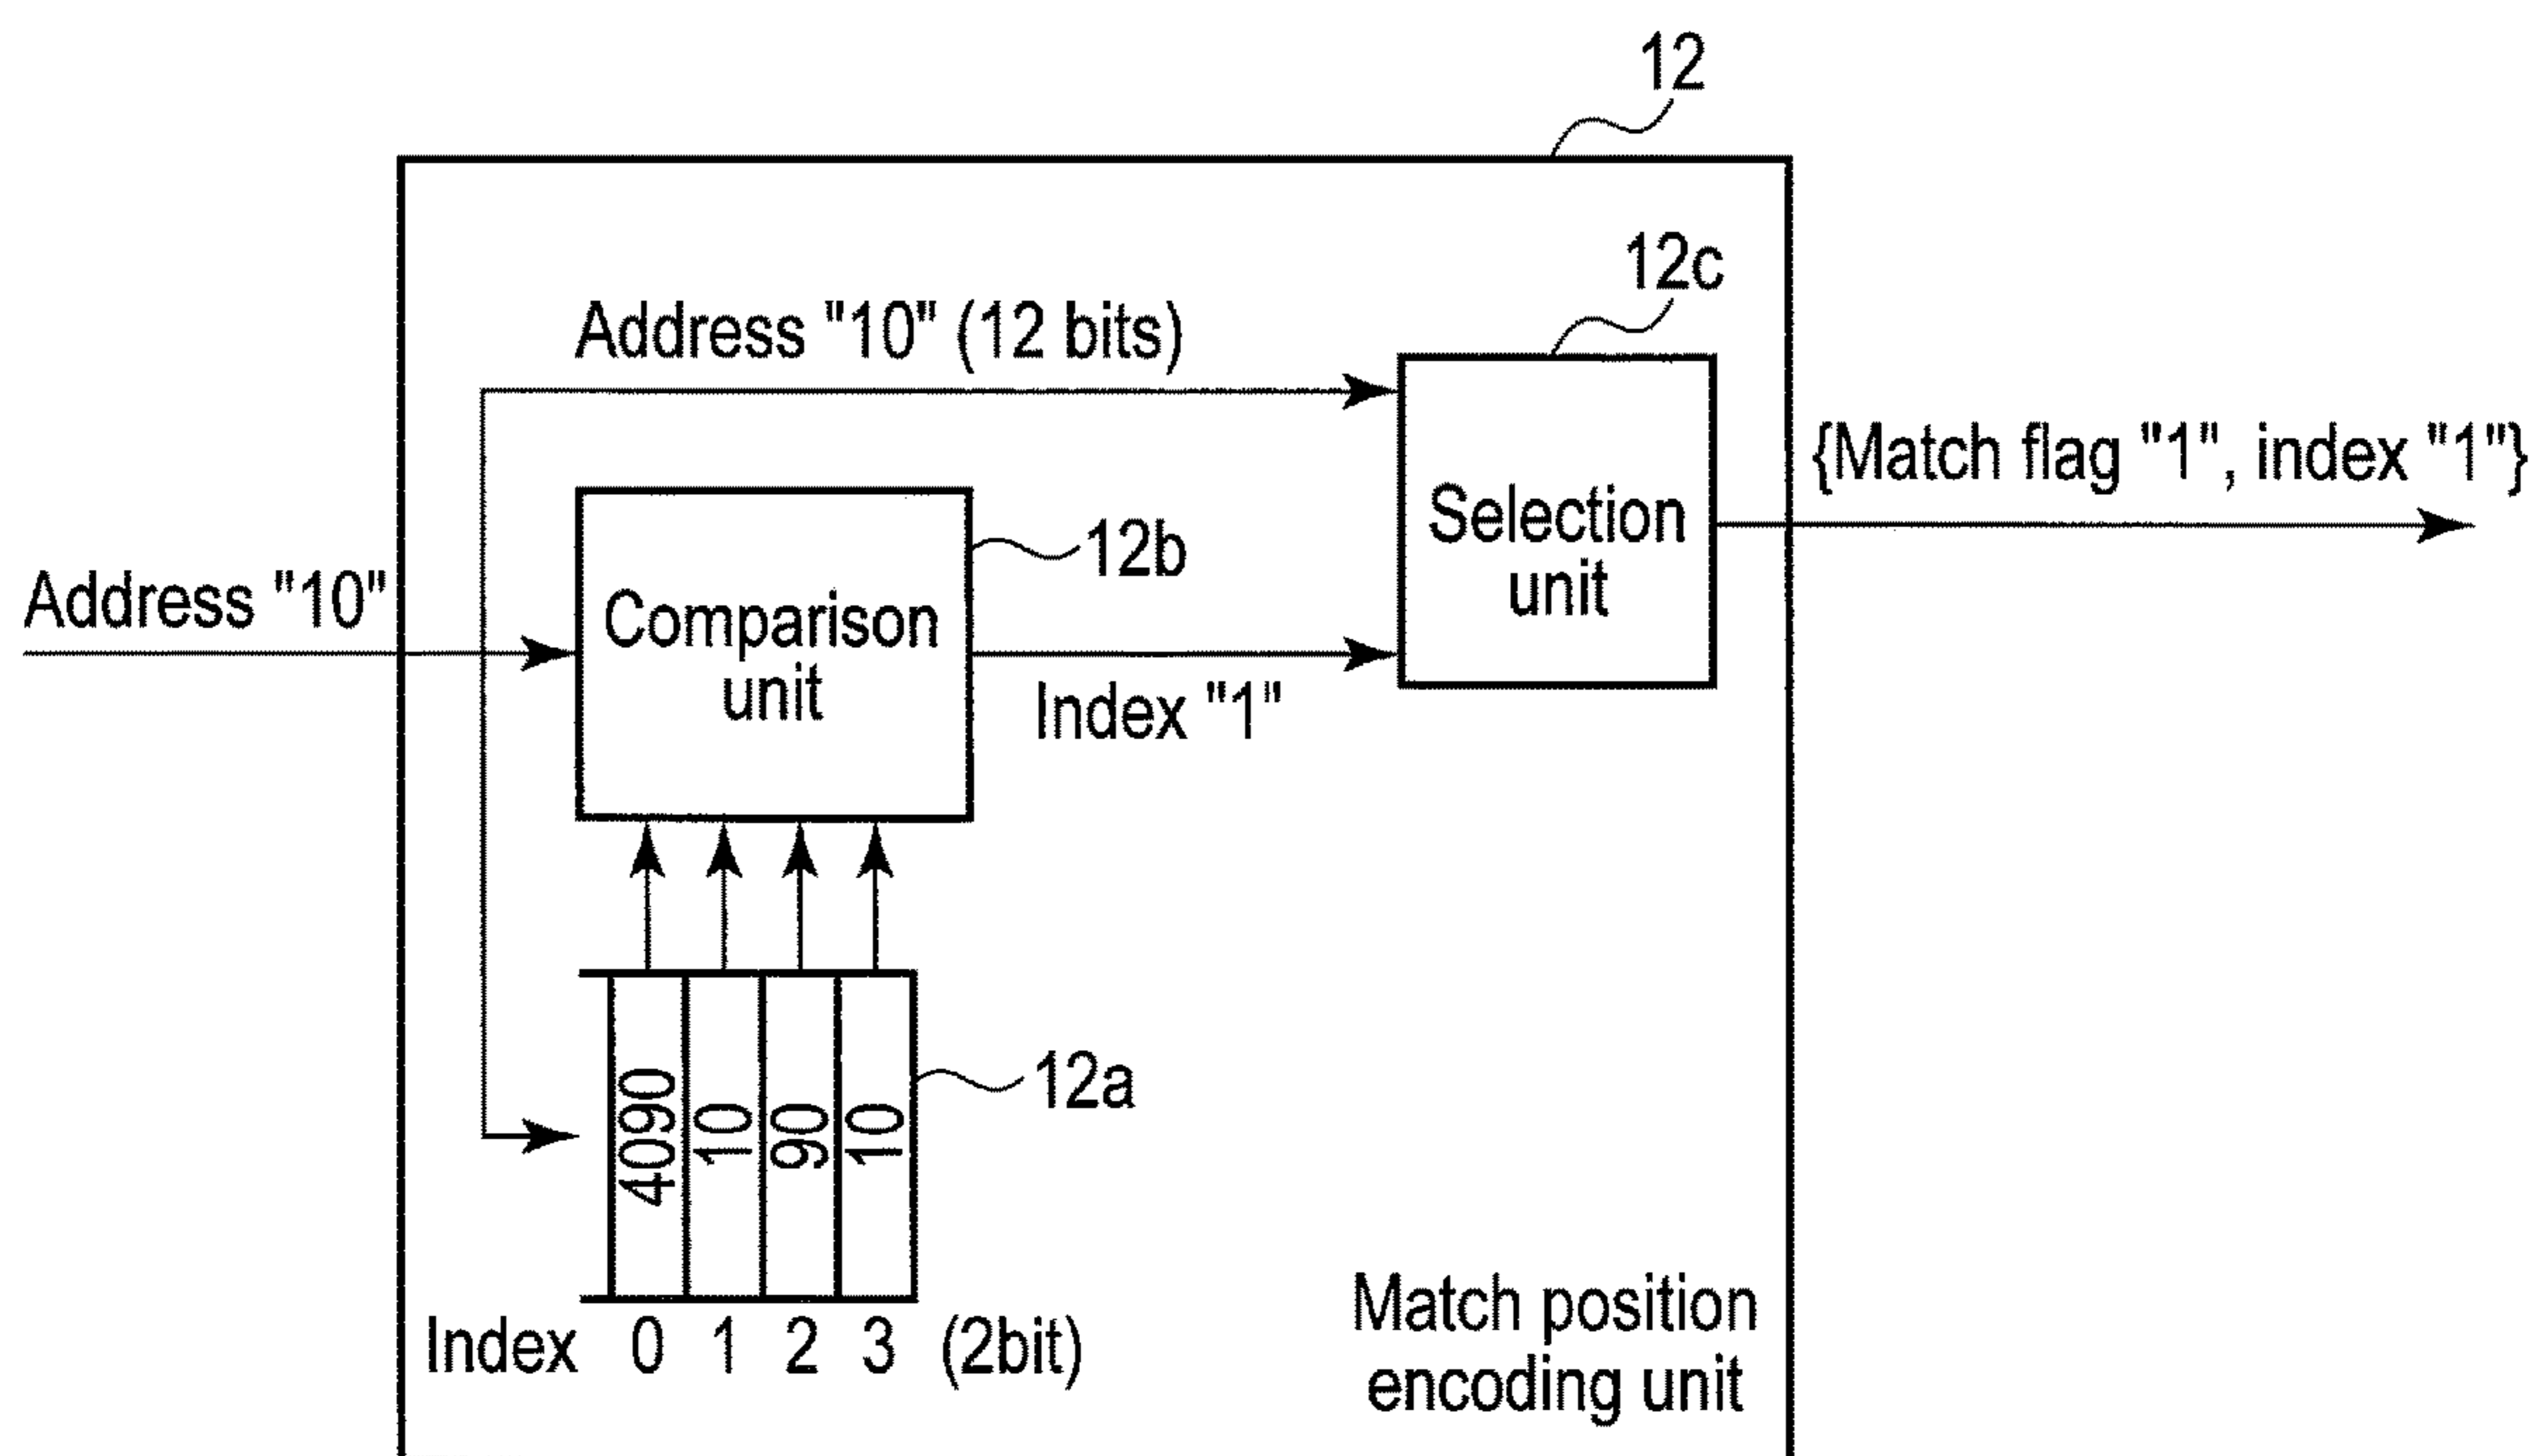 12
12c
Address "10" (12 bits)
{Match flag "1", index "1"}
Selection
unit
12b
Address "10"
Comparison
unit
Index "1"
12a
4090
10
90
10
Index 0 1 2 3 (2bit)
Match position
encoding unit